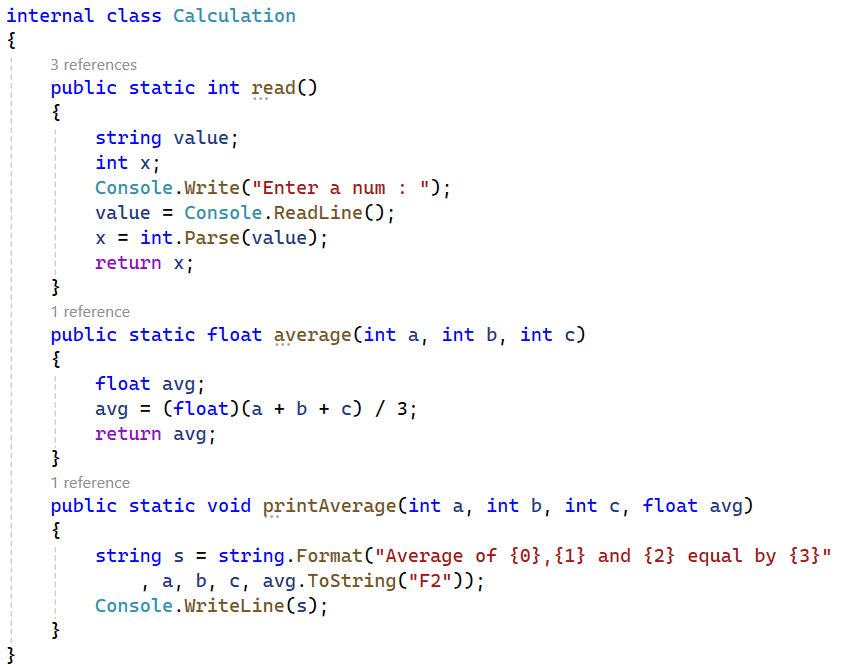 internal class Calculation
{
3 references
public static int read()
{
string value;
int x;
Console.Write("Enter a num : ");
value = Console.ReadLine();
x = int.Parse(value);
return x;
}
1 reference
public static float average(int a, int b, int c)
{
float avg;
avg = (float)(a + b + c) / 3;
return avg;
}
1 reference
public static void printAverage(int a, int b, int c, float avg)
{
string s = string.Format("Average of {0},{1} and {2} equal by {3}"
, a, b, c, avg.ToString("F2"));
Console.WriteLine(s);
}
}